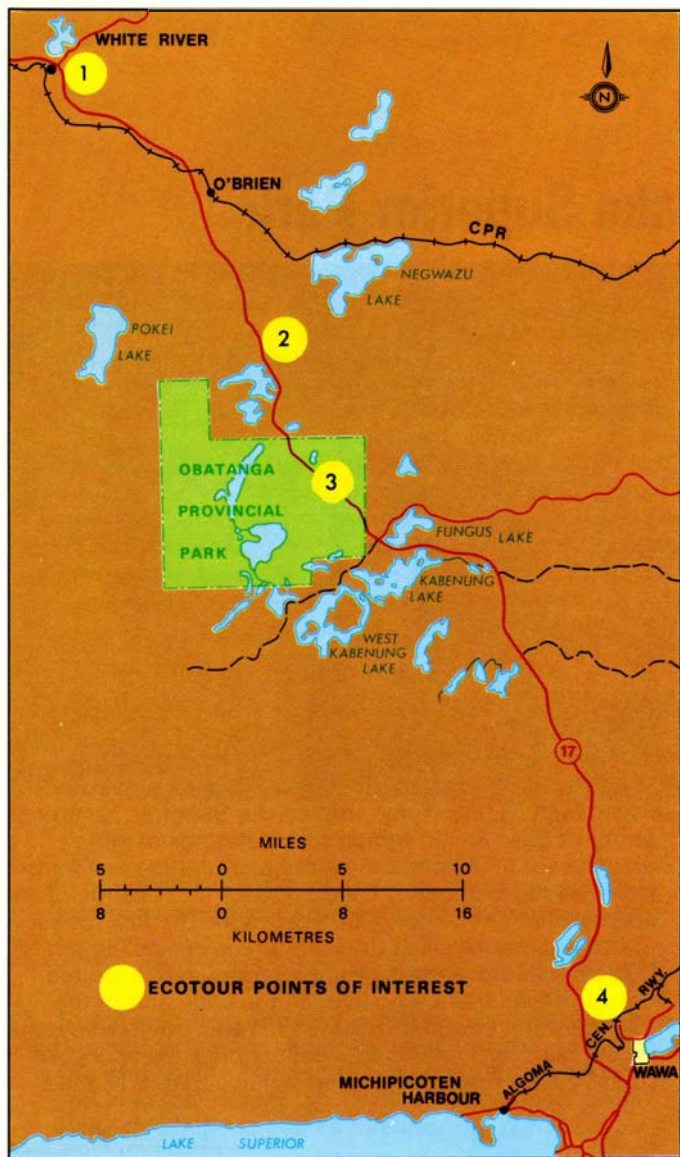 WHITE RIVER
1
N
O'BRIEN
CPR
NEGWAZU
LAKE
POKEI
LAKE
2
OBATANGA
PROVINCIAL
PARK
3
FUNGUS LAKE
KABENUNG
LAKE
WEST
KABENUNG
LAKE
17
MILES
5 0 5 10
8 0 8 16
KILOMETRES
ECOTOUR POINTS OF INTEREST
4
ALGOMA CEN. RWY.
WAWA
MICHIPICOTEN
HARBOUR
LAKE SUPERIOR